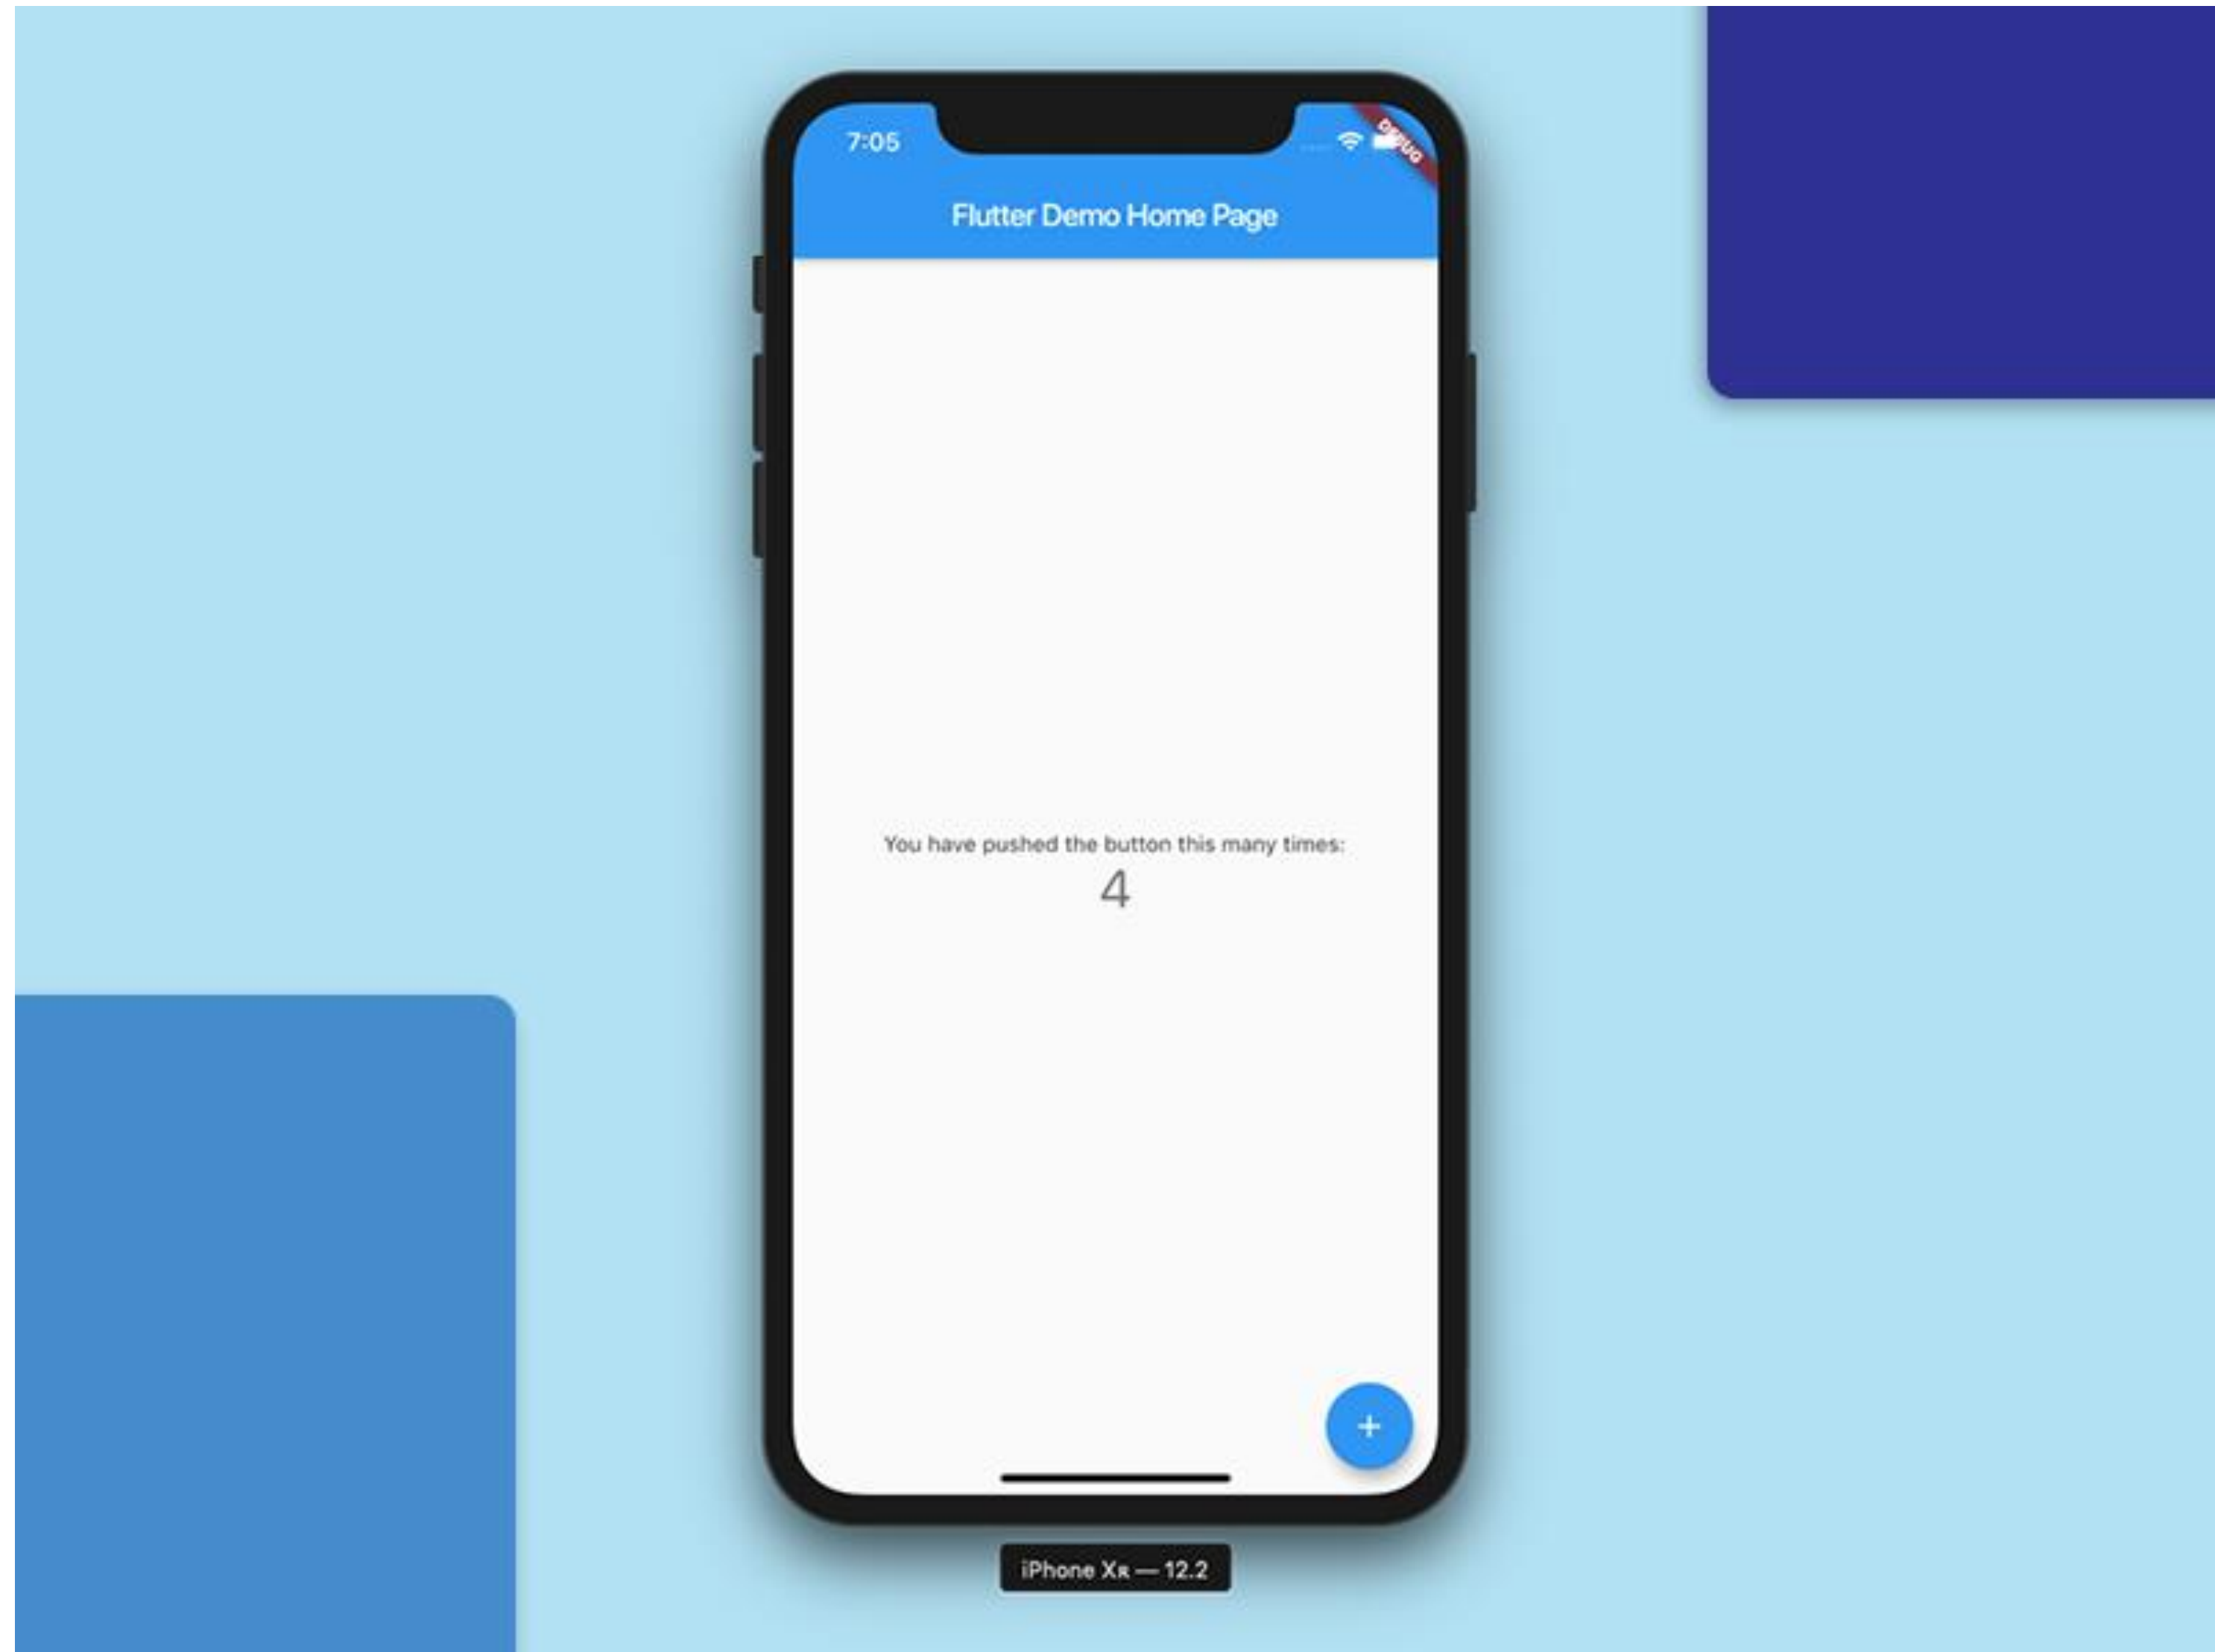 7:05
DEBUG
Flutter Demo Home Page
You have pushed the button this many times:
4
+
iPhone Xʀ — 12.2